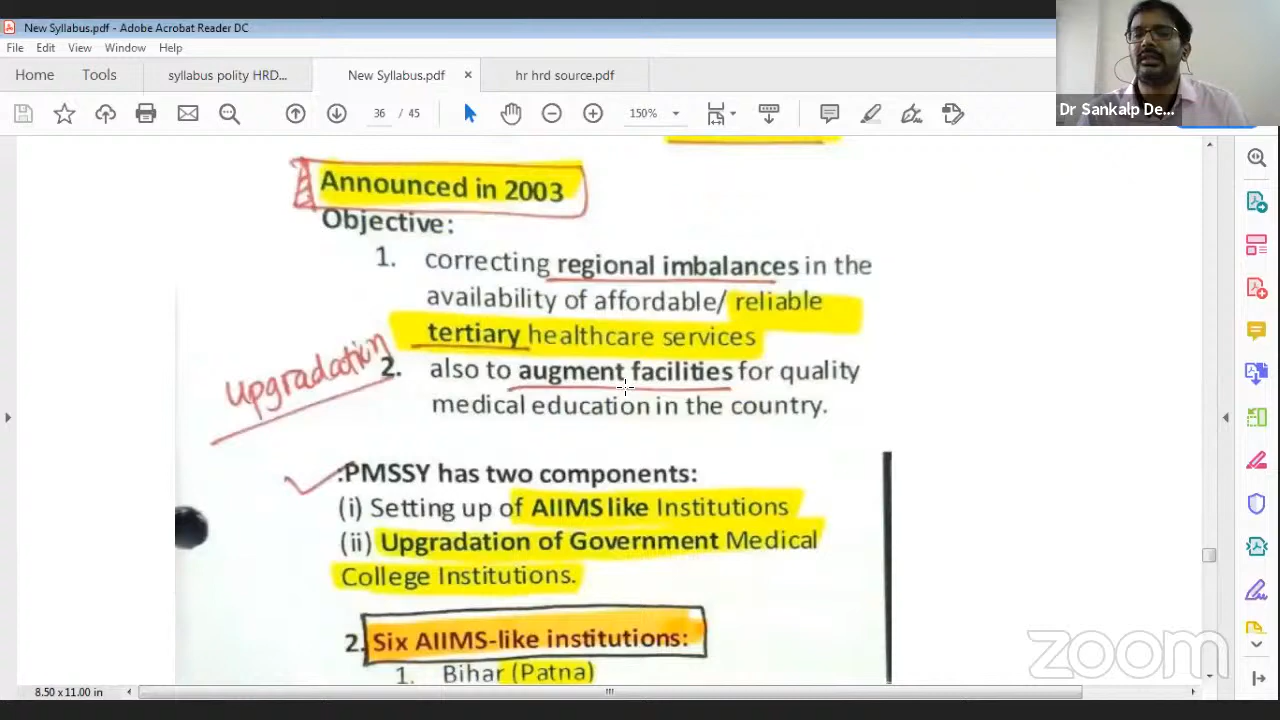 New Syllabus.pdf - Adobe Acrobat Reader DC
File Edit View Window Help
Home Tools syllabus polity HRD... New Syllabus.pdf × hr hrd source.pdf
36 / 45 150%
Dr Sankalp De...
Announced in 2003
Objective:
1. correcting regional imbalances in the
availability of affordable/ reliable
tertiary healthcare services
Upgradation
2. also to augment facilities for quality
medical education in the country.
:PMSSY has two components:
(i) Setting up of AIIMS like Institutions
(ii) Upgradation of Government Medical
College Institutions.
2. Six AIIMS-like institutions:
1. Bihar (Patna)
zoom
8.50 x 11.00 in